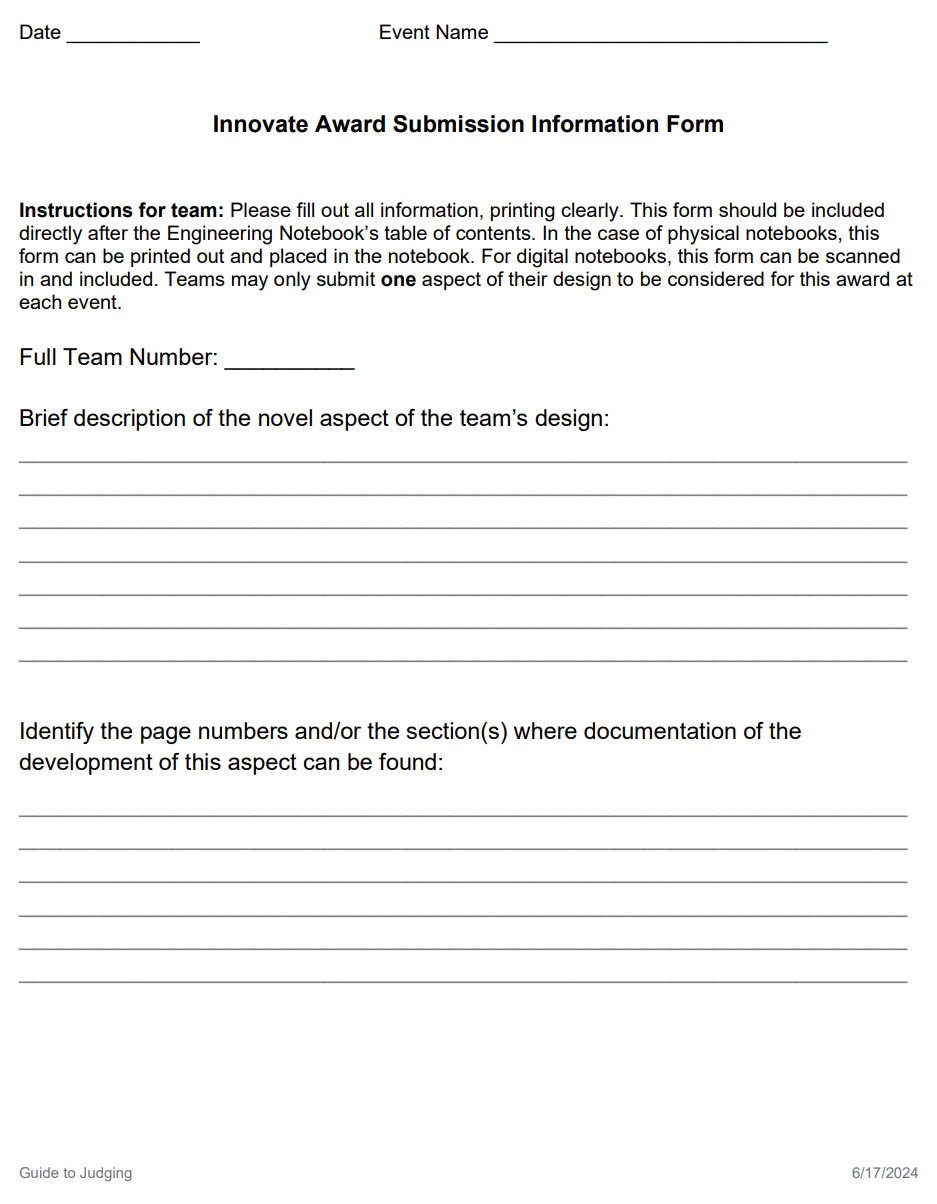 Date ____________ Event Name ______________________________
Innovate Award Submission Information Form
Instructions for team: Please fill out all information, printing clearly. This form should be included
directly after the Engineering Notebook’s table of contents. In the case of physical notebooks, this
form can be printed out and placed in the notebook. For digital notebooks, this form can be scanned
in and included. Teams may only submit one aspect of their design to be considered for this award at
each event.
Full Team Number: __________
Brief description of the novel aspect of the team’s design:
Identify the page numbers and/or the section(s) where documentation of the
development of this aspect can be found:
Guide to Judging 6/17/2024